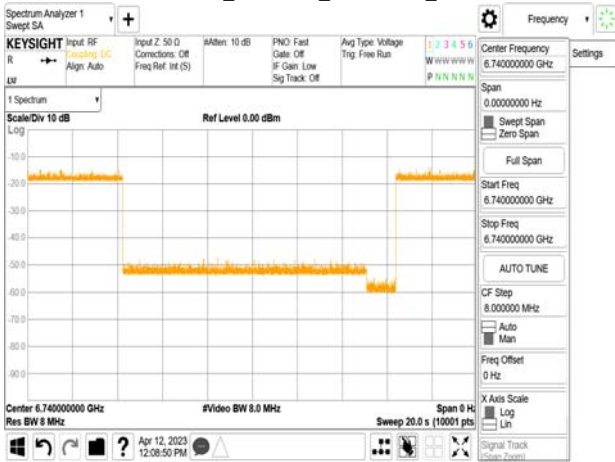 Spectrum Analyzer 1
Swept SA
Frequency
KEYSIGHT
R
LXI
Input: RF
Coupling: DC
Align: Auto
Input Z: 50 Ω
Corrections: Off
Freq Ref: Int (S)
#Atten: 10 dB
PNO: Fast
Gate: Off
IF Gain: Low
Sig Track: Off
Avg Type: Voltage
Trig: Free Run
1 2 3 4 5 6
W W W W W W
P N N N N N
1 Spectrum
Scale/Div 10 dB
Ref Level 0.00 dBm
Log
-10.0
-20.0
-30.0
-40.0
-50.0
-60.0
-70.0
-80.0
-90.0
Center 6.740000000 GHz
#Video BW 8.0 MHz
Span 0 Hz
Res BW 8 MHz
Sweep 20.0 s (10001 pts)
Apr 12, 2023
12:08:50 PM
Center Frequency
6.740000000 GHz
Settings
Span
0.00000000 Hz
Swept Span
Zero Span
Full Span
Start Freq
6.740000000 GHz
Stop Freq
6.740000000 GHz
AUTO TUNE
CF Step
8.000000 MHz
Auto
Man
Freq Offset
0 Hz
X Axis Scale
Log
Lin
Signal Track
(Span Zoom)